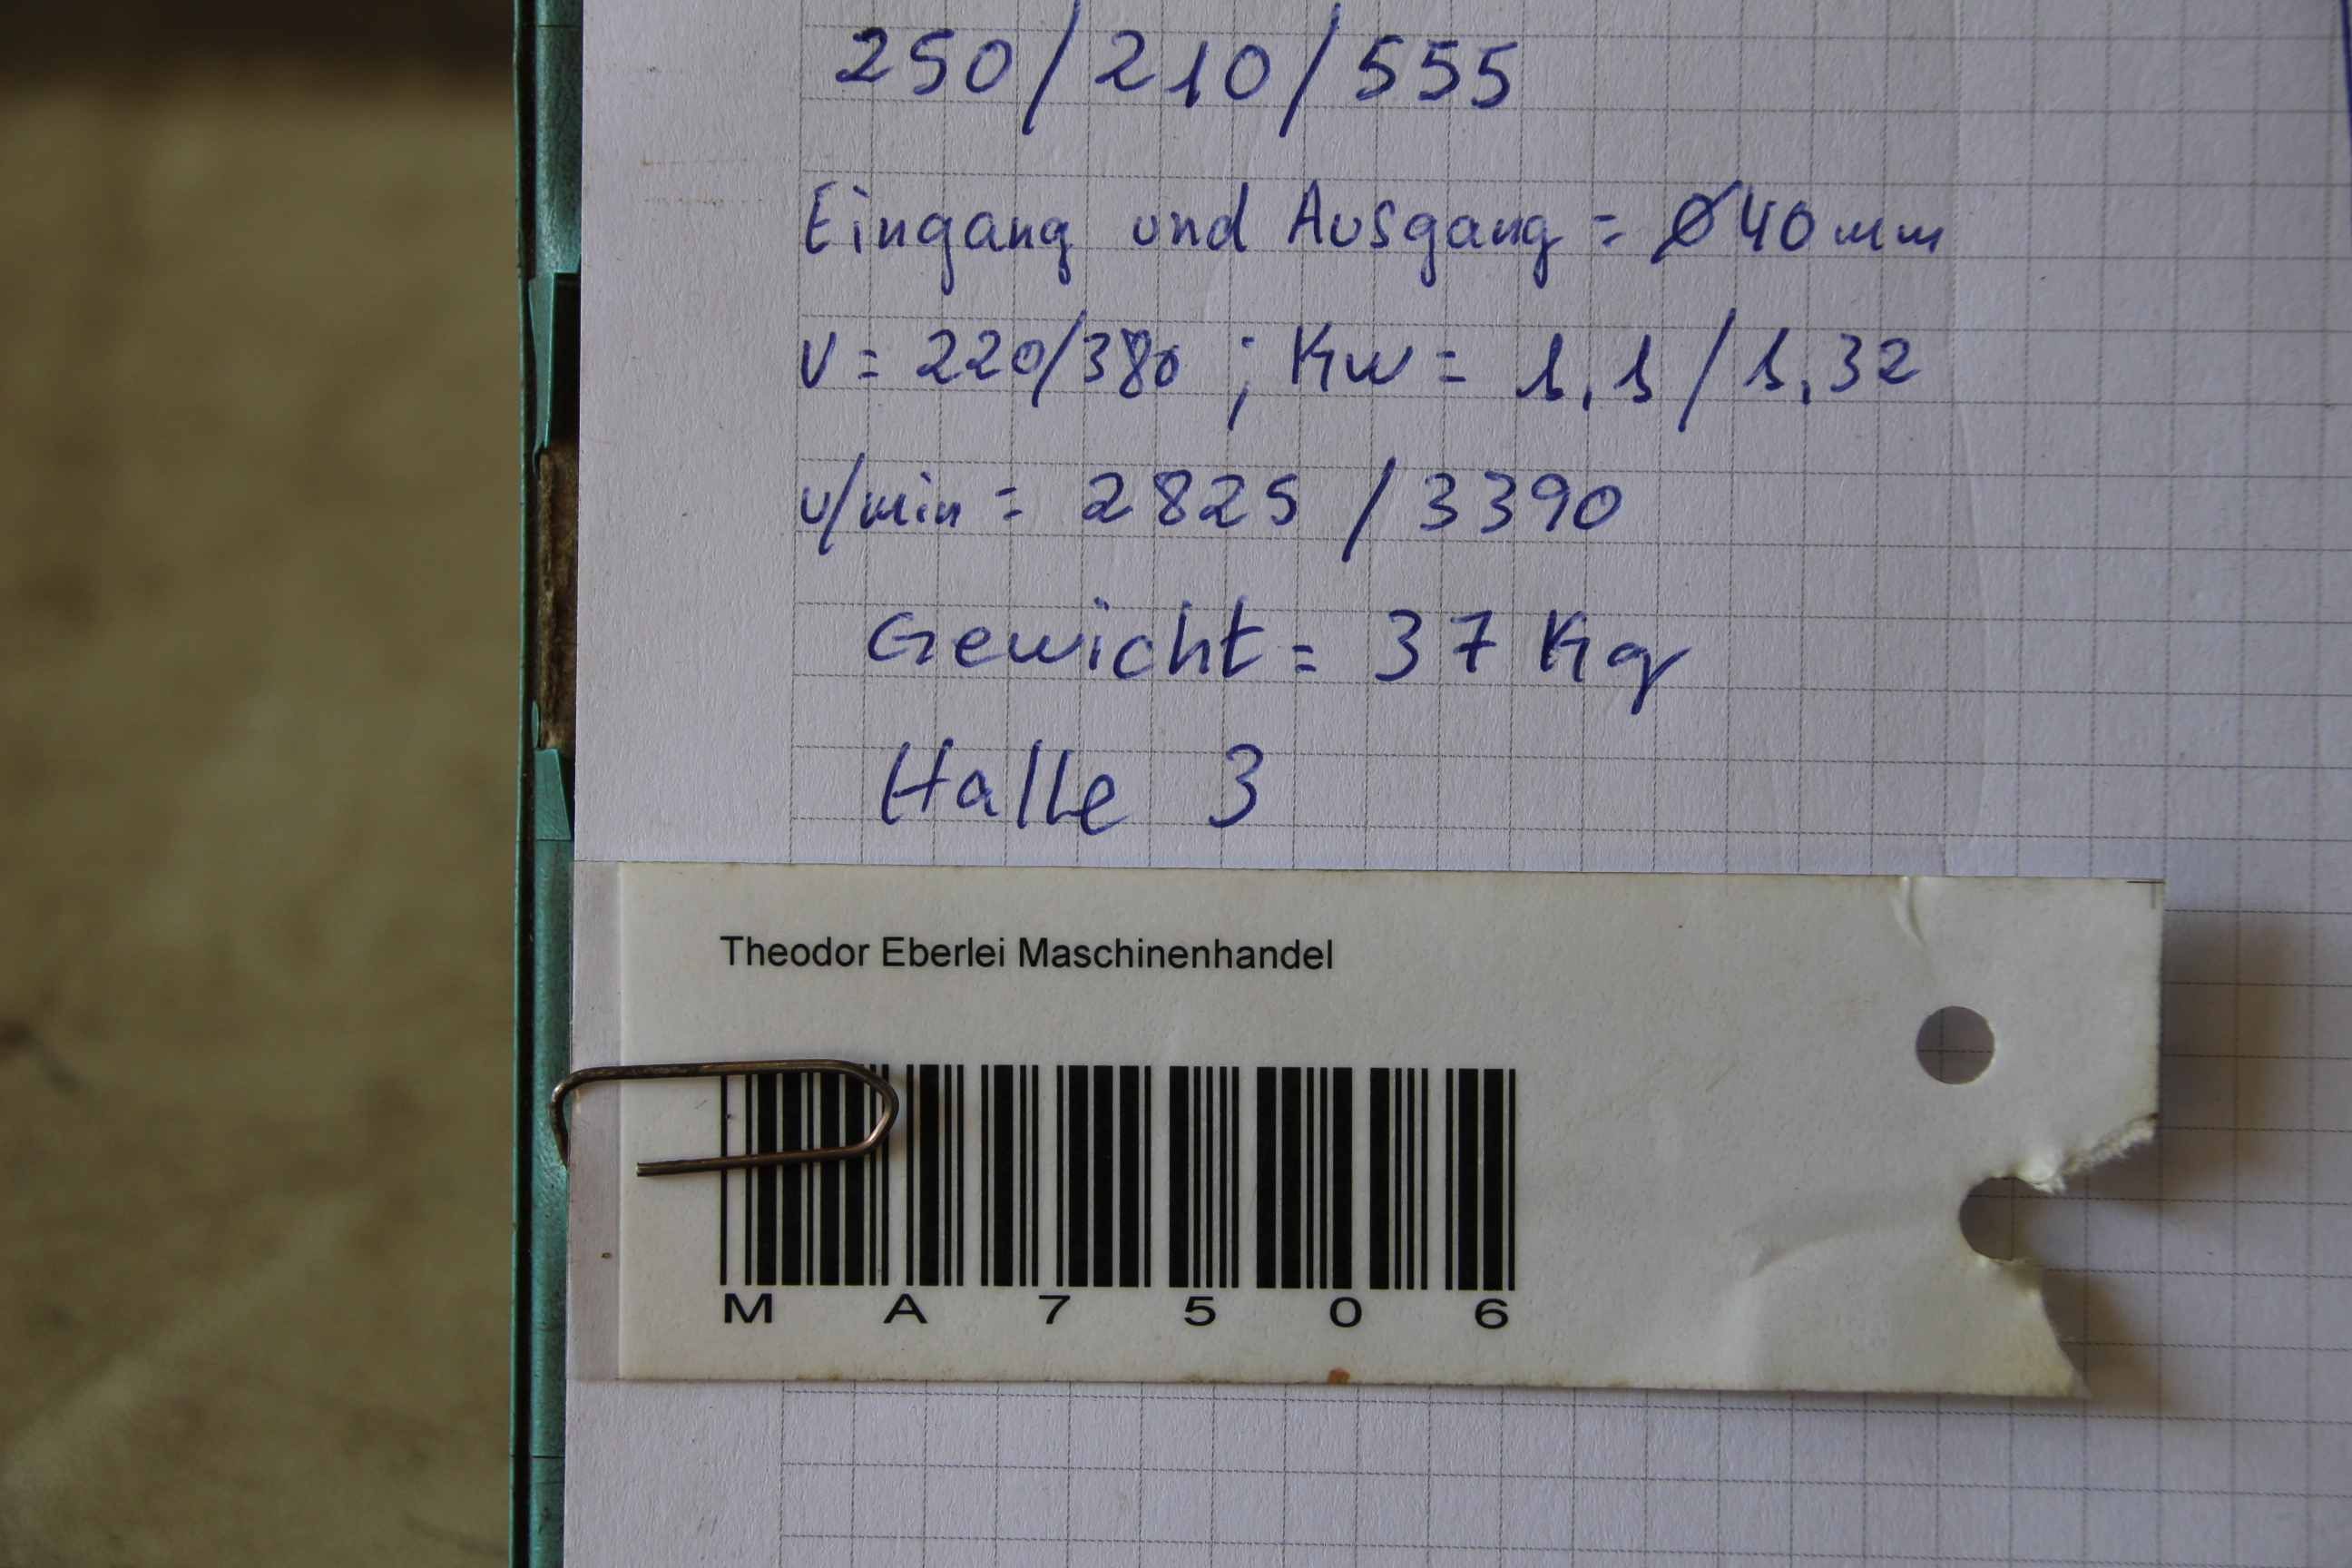 250/210/555
Eingang und Ausgang = Ø40mm
V = 220/380 ; Kw = 1,1/1,32
U/min = 2825 / 3390
Gewicht = 37 Kg
Halle 3
Theodor Eberlei Maschinenhandel
M A 7 5 0 6